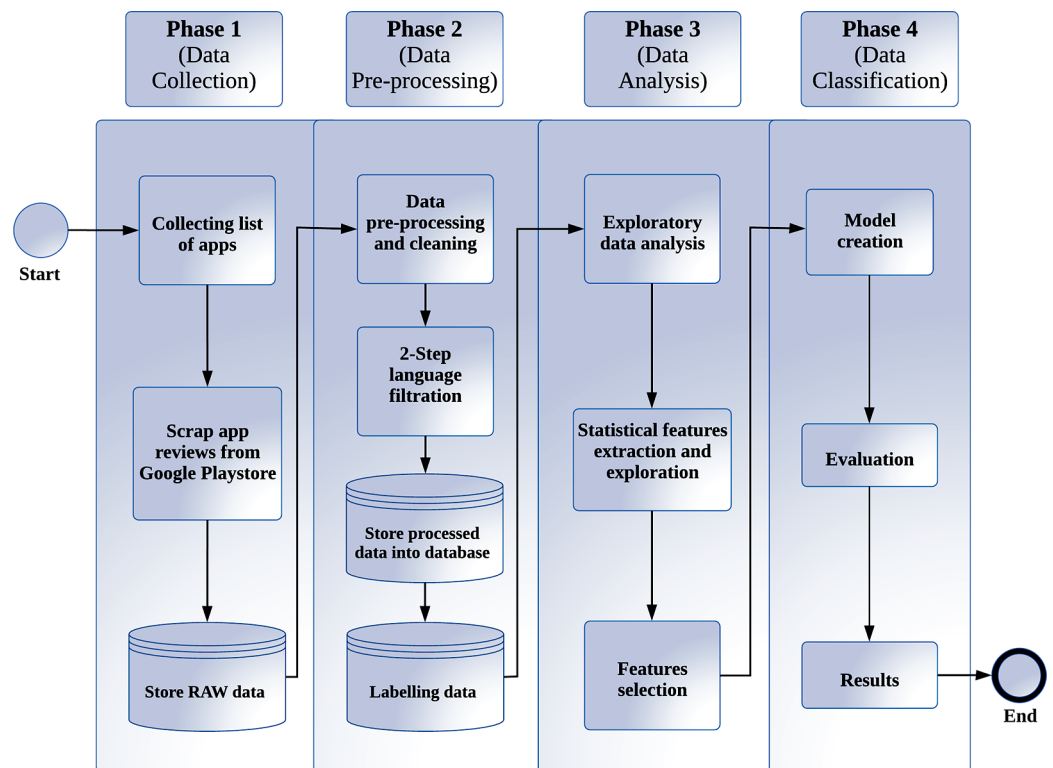 Phase 1
(Data
Collection)
Phase 2
(Data
Pre-processing)
Phase 3
(Data
Analysis)
Phase 4
(Data
Classification)
Start
Collecting list
of apps
Scrap app
reviews from
Google Playstore
Store RAW data
Data
pre-processing
and cleaning
2-Step
language
filtration
Store processed
data into database
Labelling data
Exploratory
data analysis
Statistical features
extraction and
exploration
Features
selection
Model
creation
Evaluation
Results
End